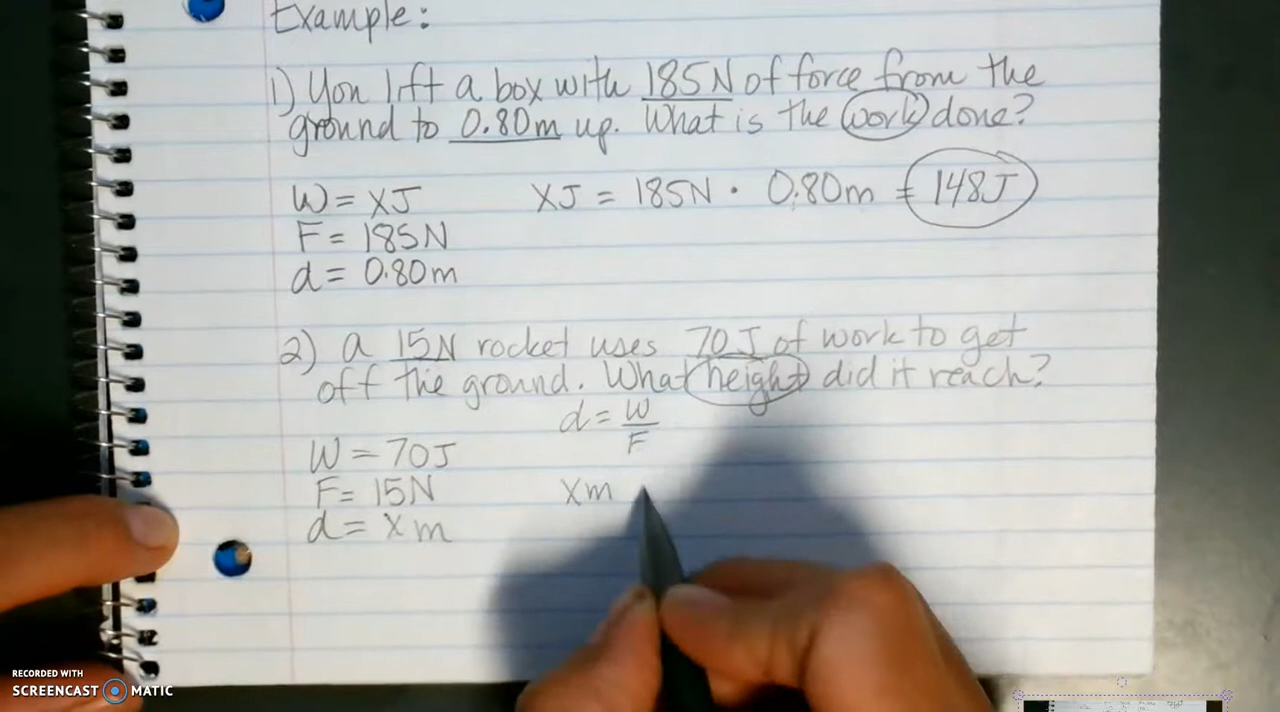 Example:
1) You lift a box with 185N of force from the
ground to 0.80m up. What is the work done?
W = XJ
XJ = 185N · 0.80m = 148J
F = 185N
d = 0.80m
2) a 15N rocket uses 70J of work to get
off the ground. What height did it reach?
d = W
F
W = 70J
F = 15N
Xm
d = X m
RECORDED WITH
SCREENCAST MATIC